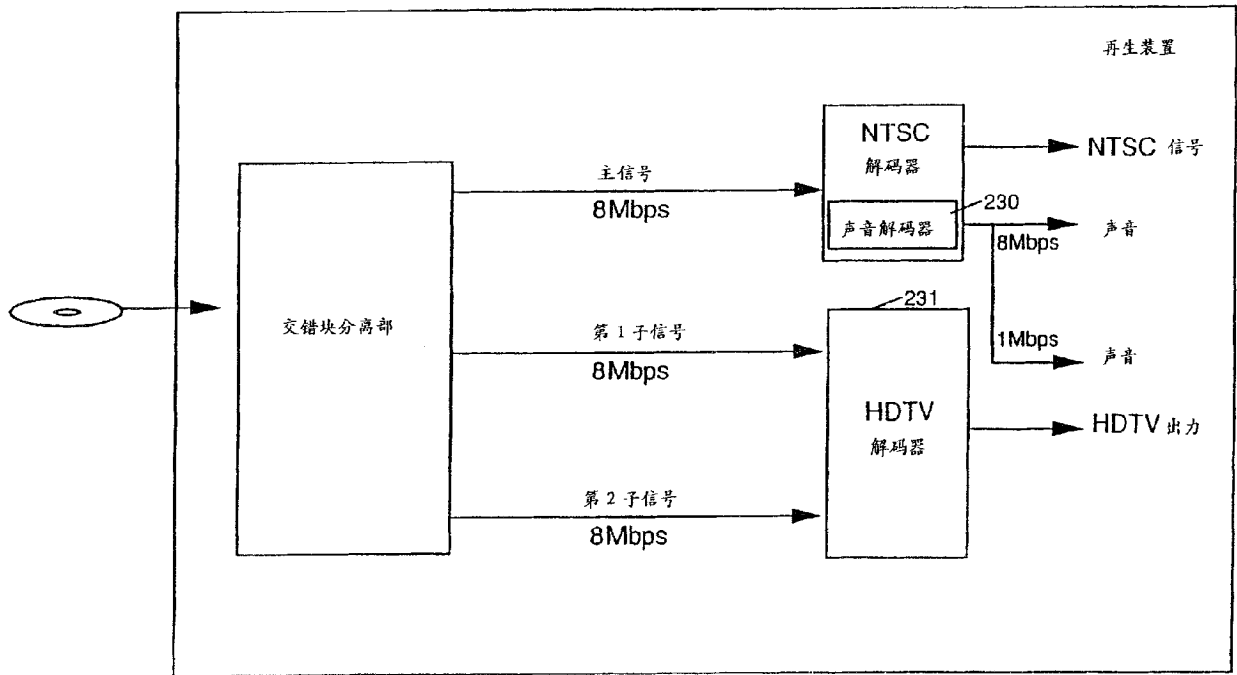 再生装置
NTSC
解码器
NTSC 信号
主信号
8Mbps
230
声音解码器
8Mbps
声音
231
交错块分离部
第 1 子信号
8Mbps
1Mbps
声音
HDTV
解码器
HDTV 出力
第 2 子信号
8Mbps